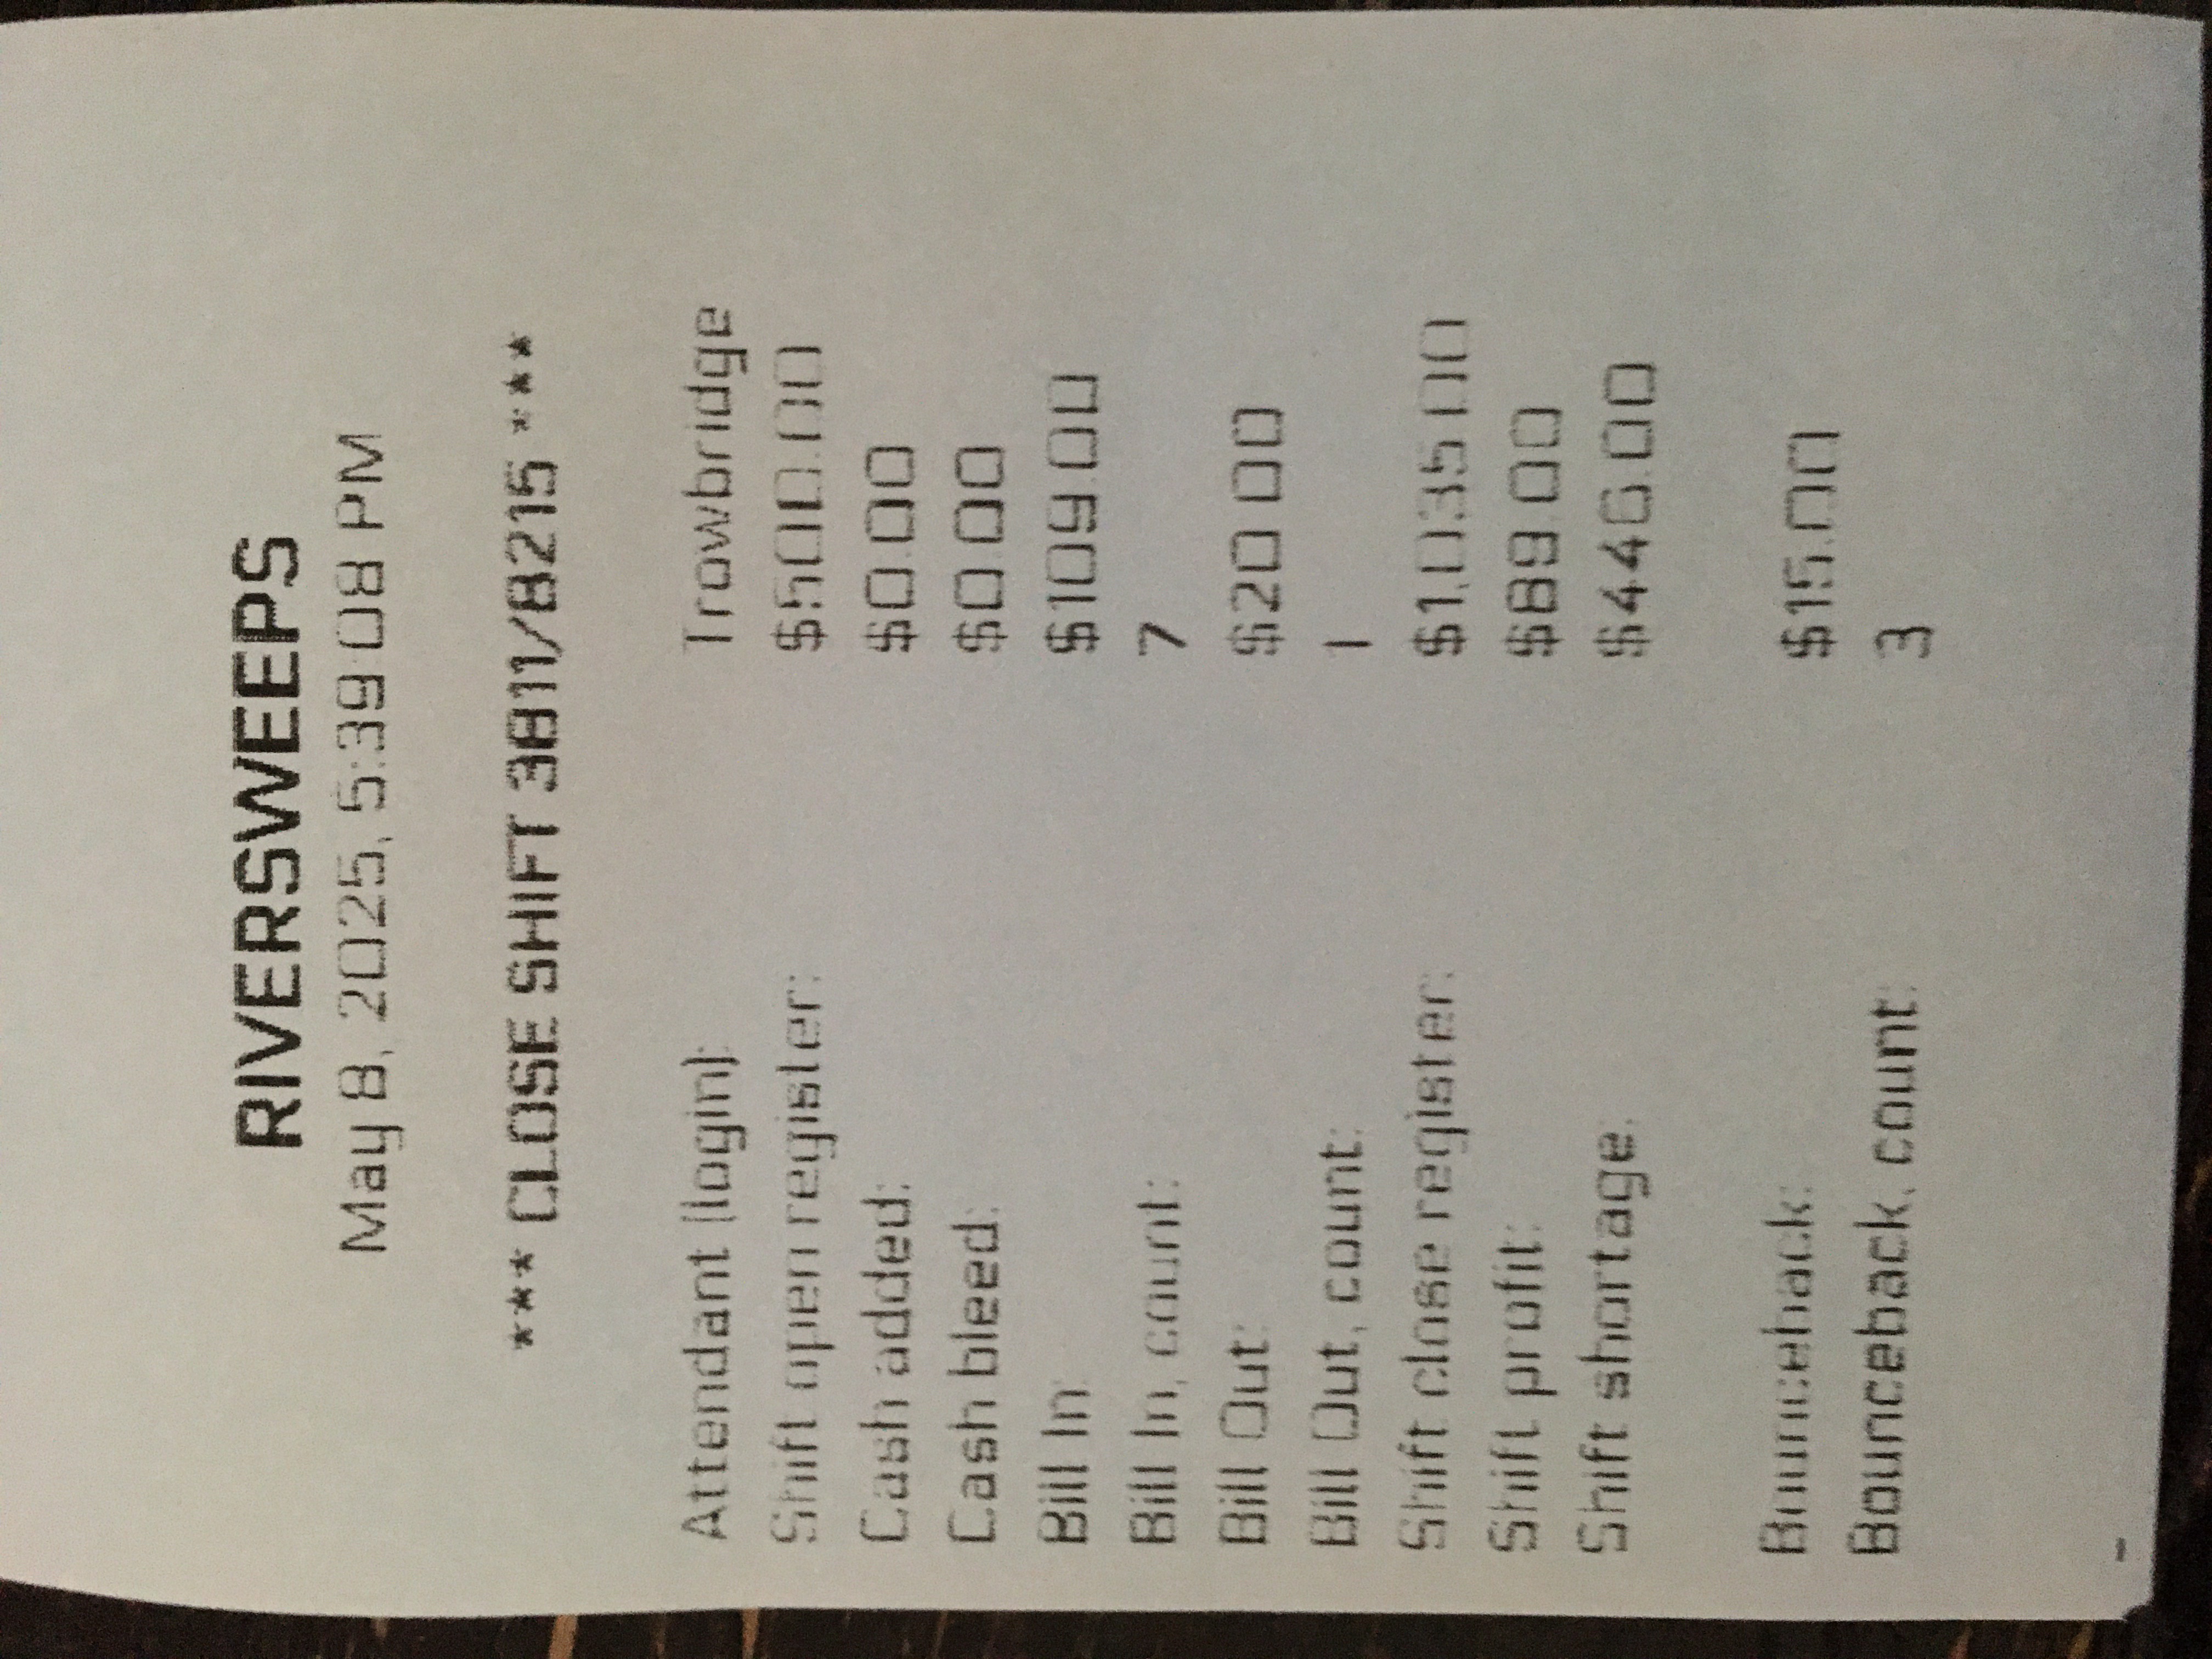 RIVERSWEEPS
May 8, 2025, 5:39:08 PM
*** CLOSE SHIFT 3811/8215 ***
Attendant (login): Trowbridge
Shift open register: $500.00
Cash added: $0.00
Cash bleed: $0.00
Bill In: $109.00
Bill In, count: 7
Bill Out: $20.00
Bill Out, count: 1
Shift close register: $1,035.00
Shift profit: $89.00
Shift shortage: $446.00
Bounceback: $15.00
Bounceback, count: 3